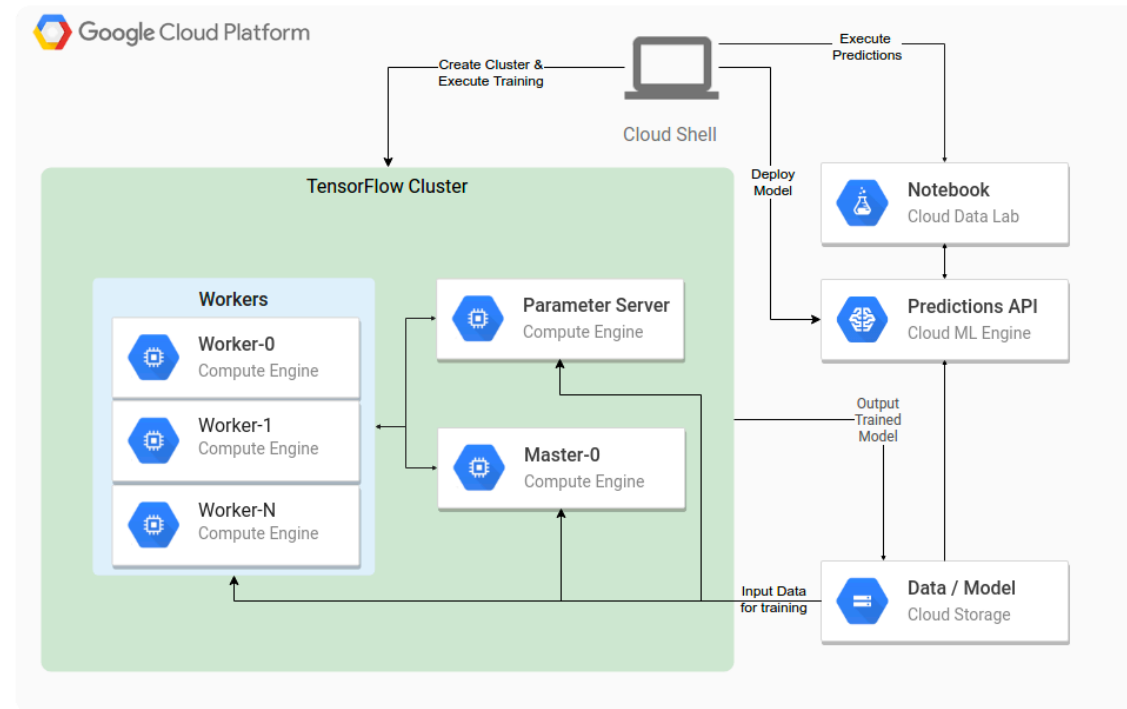 Google Cloud Platform
Execute
Predictions
Create Cluster &
Execute Training
Cloud Shell
Deploy
Model
TensorFlow Cluster
Notebook
Cloud Data Lab
Workers
Worker-0
Compute Engine
Worker-1
Compute Engine
Worker-N
Compute Engine
Parameter Server
Compute Engine
Master-0
Compute Engine
Predictions API
Cloud ML Engine
Output
Trained
Model
Input Data
for training
Data / Model
Cloud Storage